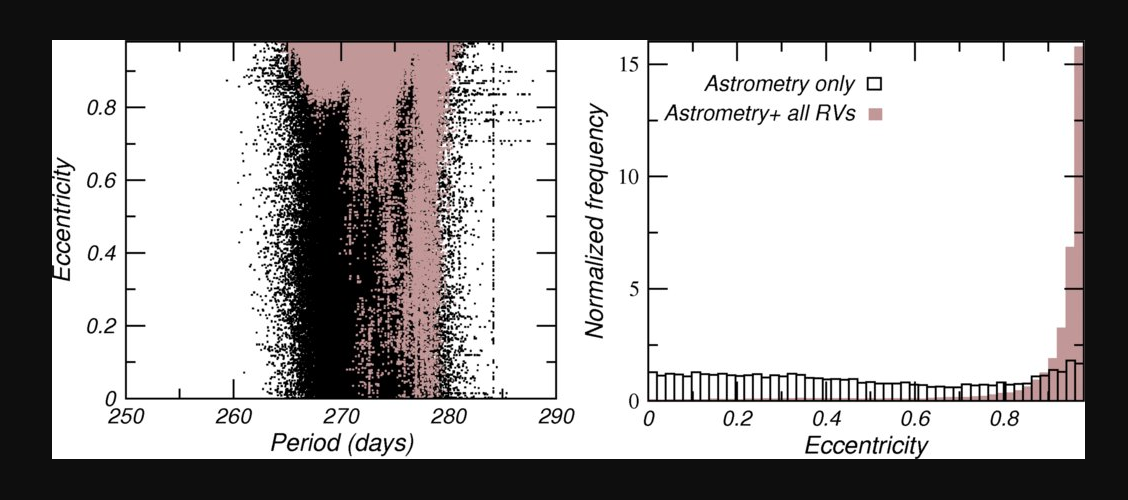 Eccentricity
0.8
0.6
0.4
0.2
0
250 260 270 280 290
Period (days)
Normalized frequency
15
10
5
0
Astrometry only
Astrometry+ all RVs
0 0.2 0.4 0.6 0.8
Eccentricity